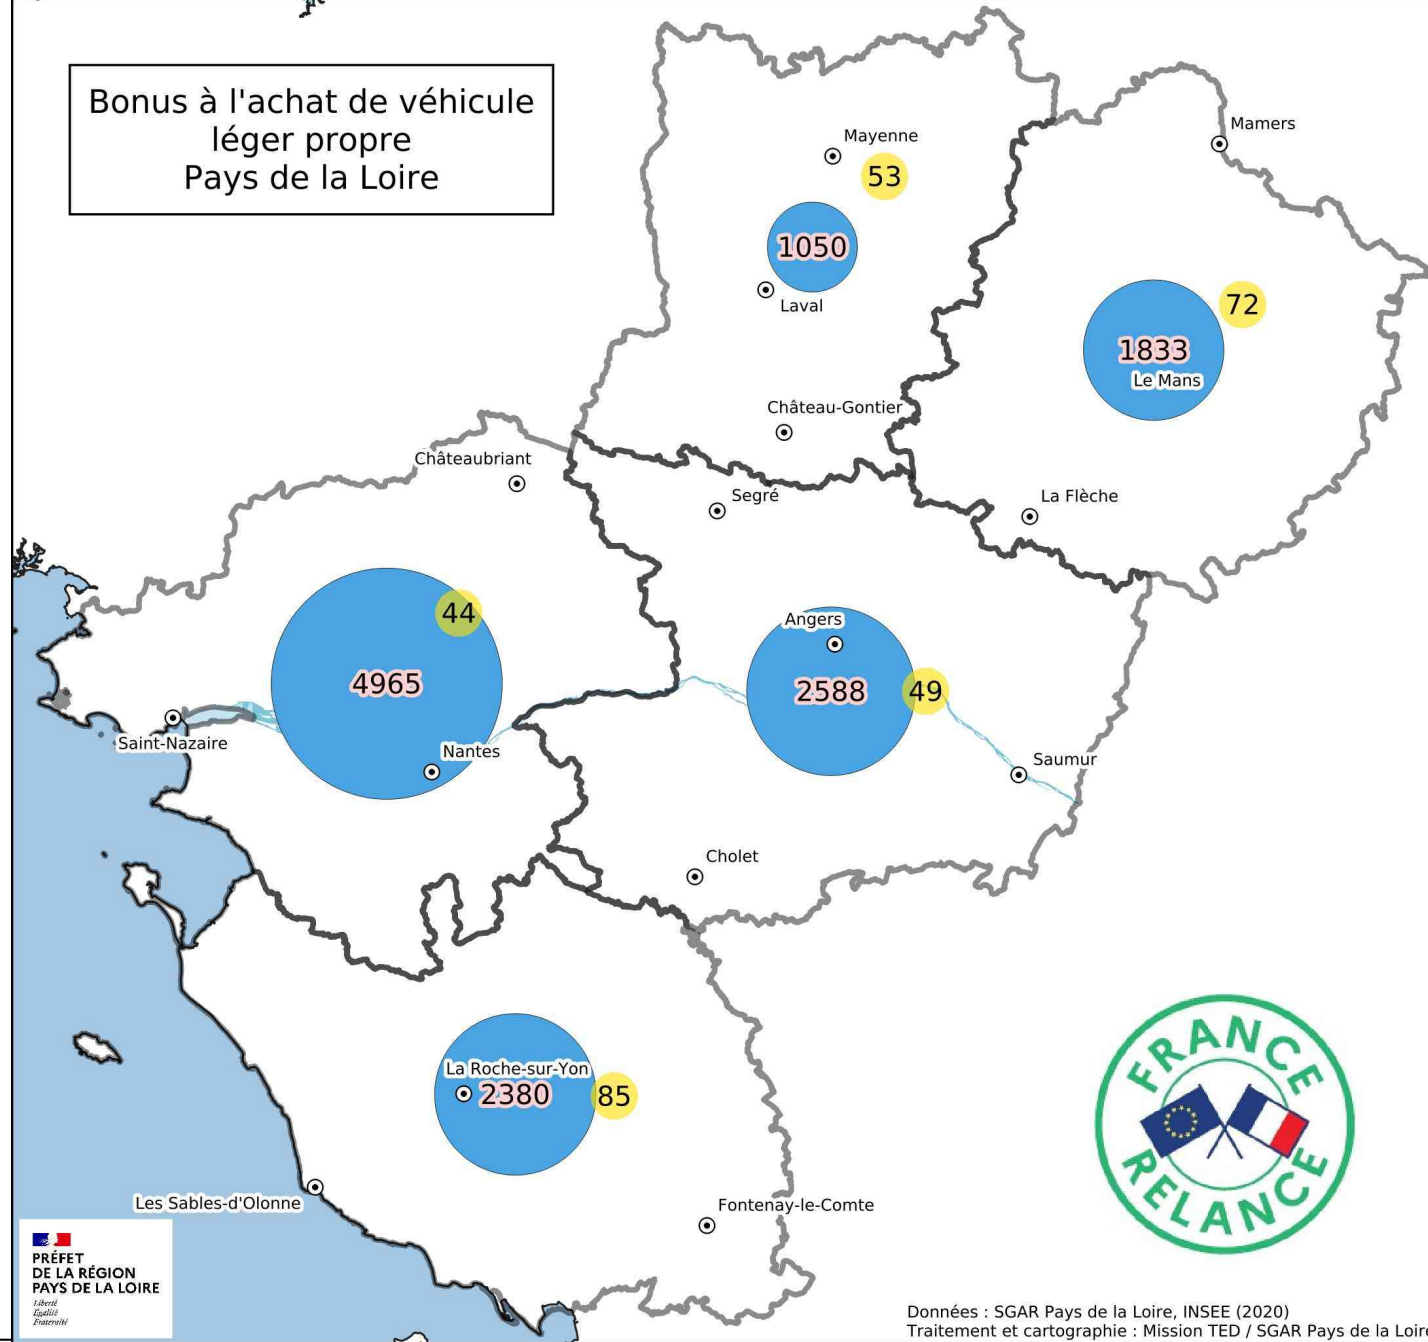 Bonus à l'achat de véhicule
léger propre
Pays de la Loire
Mamers
Mayenne
53
1050
Laval
72
1833
Le Mans
Château-Gontier
Châteaubriant
Segré
La Flèche
44
4965
Angers
2588
49
Saint-Nazaire
Nantes
Saumur
Cholet
La Roche-sur-Yon
2380
85
Les Sables-d'Olonne
Fontenay-le-Comte
FRANCE
RELANCE
PRÉFET
DE LA RÉGION
PAYS DE LA LOIRE
Liberté
Égalité
Fraternité
Données : SGAR Pays de la Loire, INSEE (2020)
Traitement et cartographie : Mission TED / SGAR Pays de la Loire